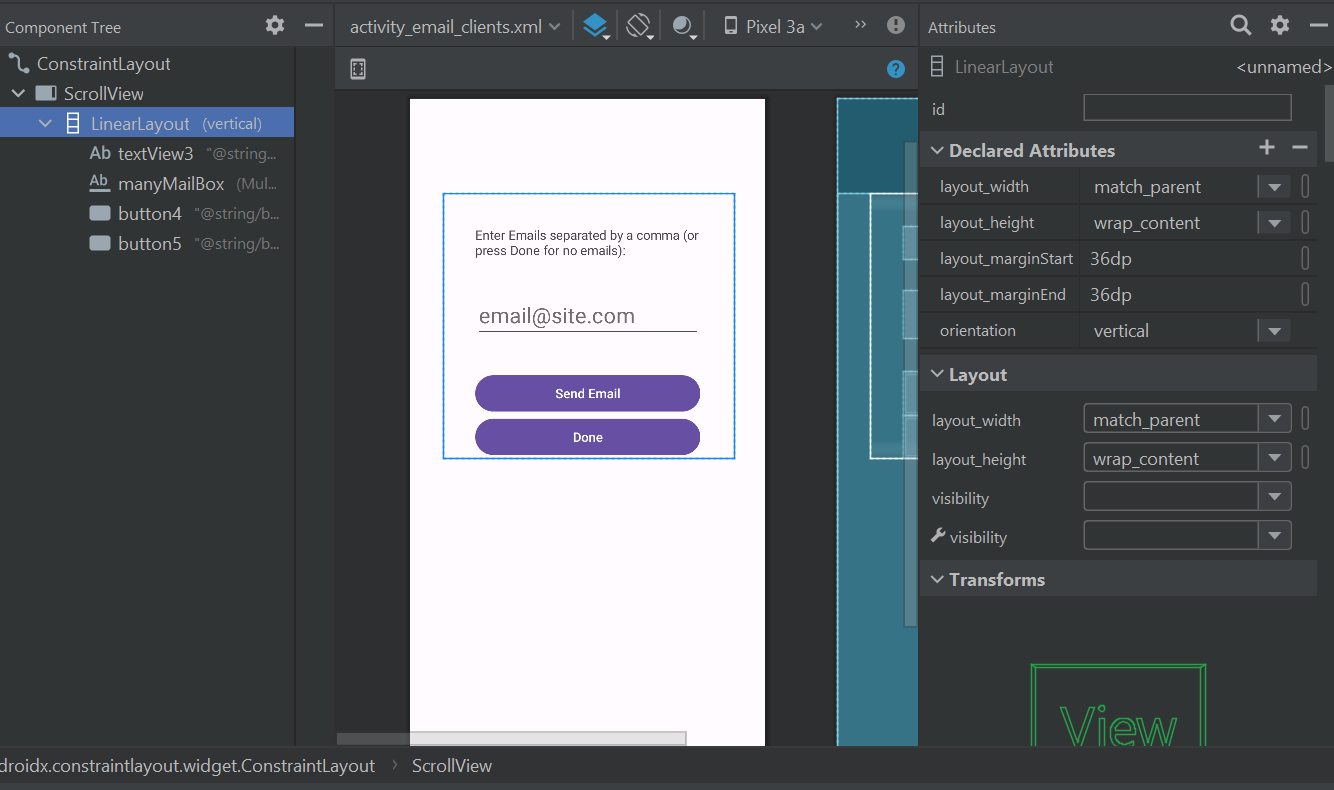 Component Tree
activity_email_clients.xml
Pixel 3a
Attributes
ConstraintLayout
ScrollView
LinearLayout (vertical)
Ab textView3 "@string...
Ab manyMailBox (Mul...
button4 "@string/b...
button5 "@string/b...
?
Enter Emails separated by a comma (or
press Done for no emails):
email@site.com
Send Email
Done
LinearLayout <unnamed>
id
Declared Attributes
layout_width match_parent
layout_height wrap_content
layout_marginStart 36dp
layout_marginEnd 36dp
orientation vertical
Layout
layout_width match_parent
layout_height wrap_content
visibility
visibility
Transforms
View
droidx.constraintlayout.widget.ConstraintLayout › ScrollView